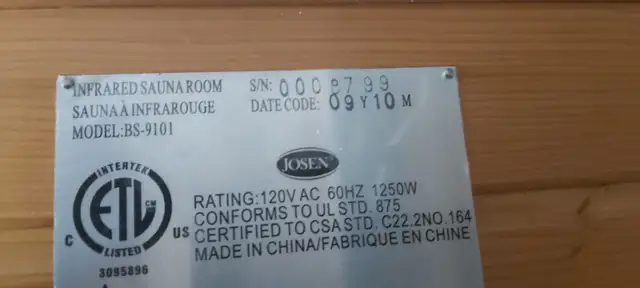 INFRARED SAUNA ROOM
SAUNA À INFRAROUGE
MODEL:BS-9101
S/N: 0008799
DATE CODE: 09 Y 10 M
JOSEN®
INTERTEK
ETL CM
C US
LISTED
3095896
RATING:120V AC 60HZ 1250W
CONFORMS TO UL STD. 875
CERTIFIED TO CSA STD. C22.2NO.164
MADE IN CHINA/FABRIQUE EN CHINE